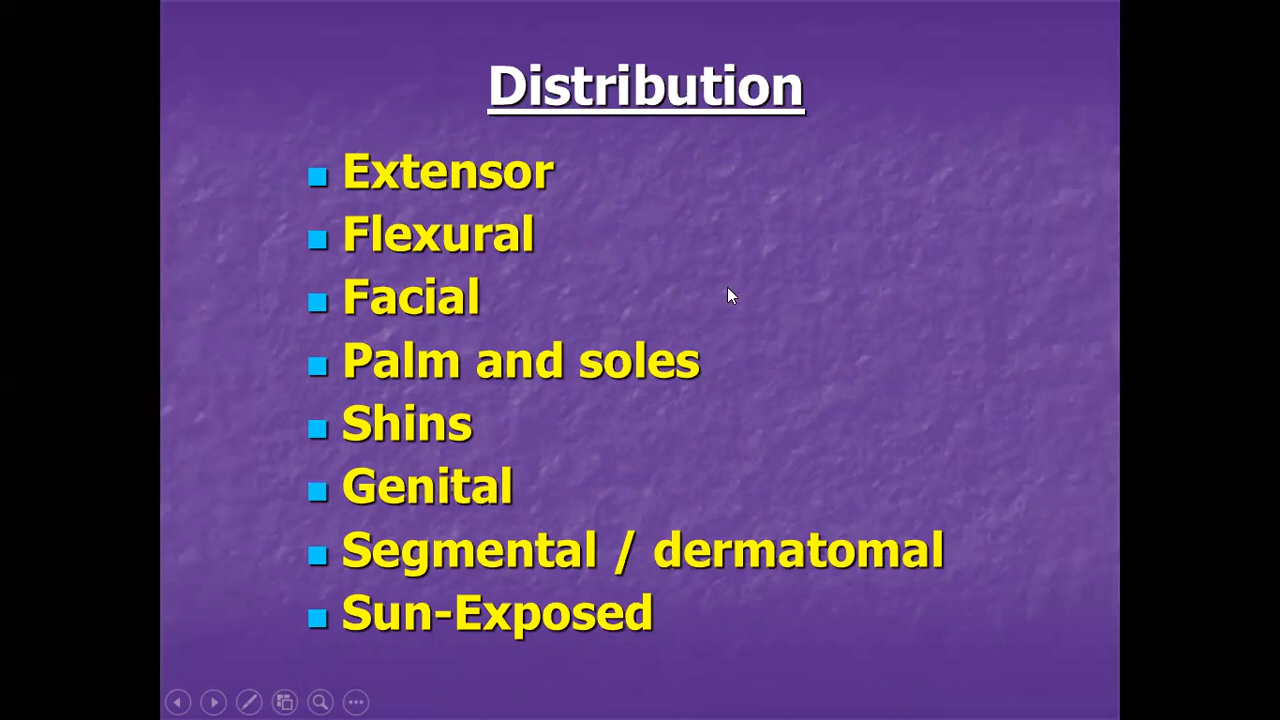 Distribution
Extensor
Flexural
Facial
Palm and soles
Shins
Genital
Segmental / dermatomal
Sun-Exposed